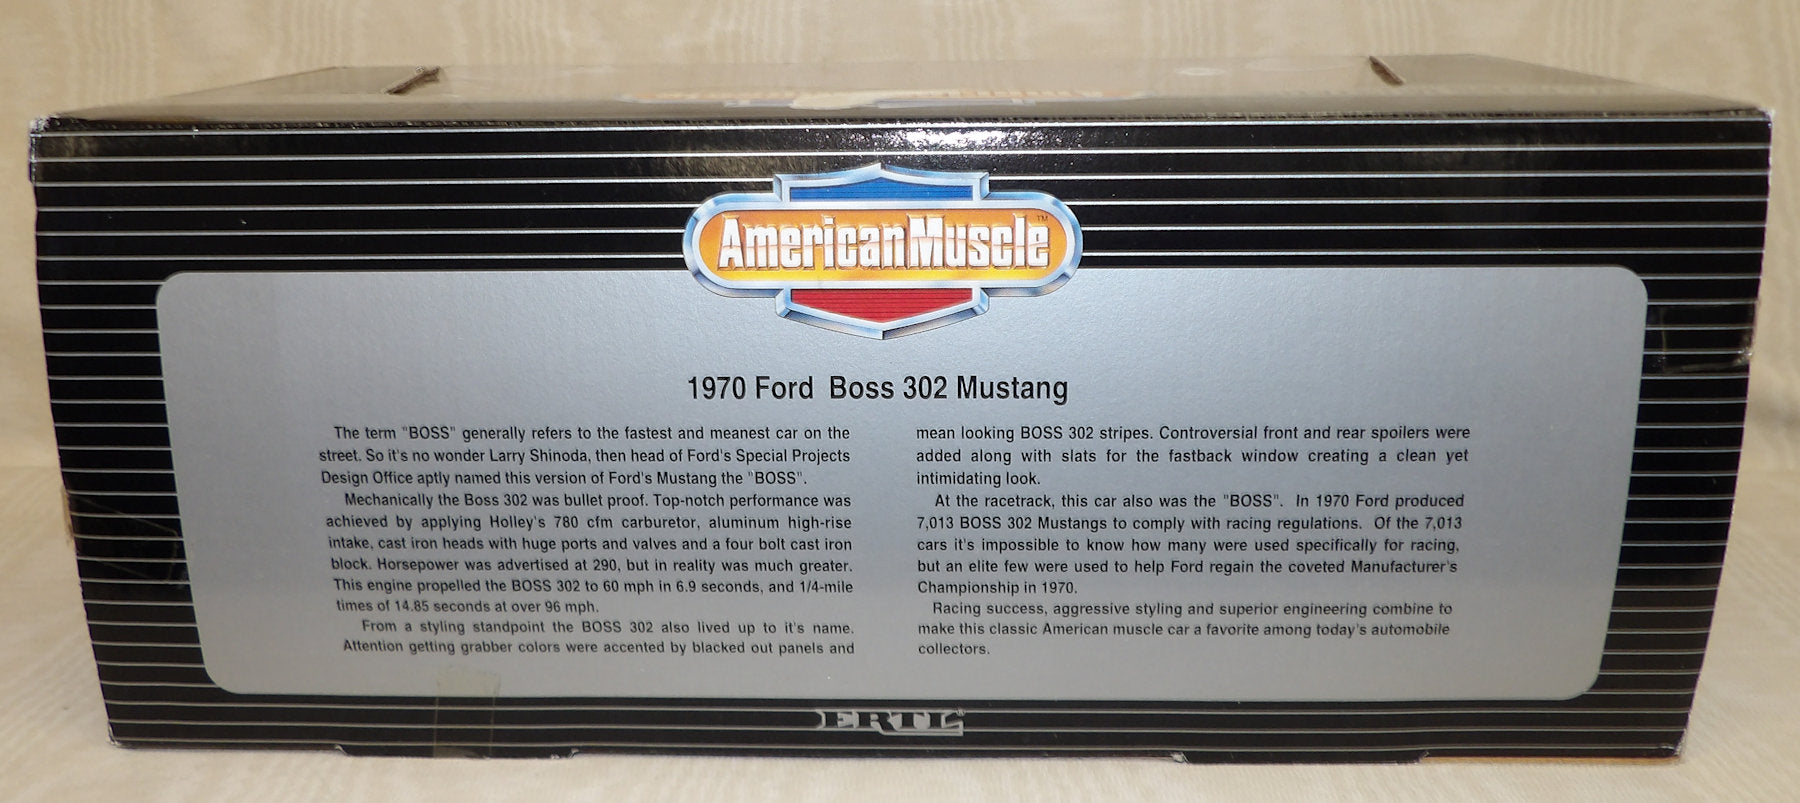 AmericanMuscle™
1970 Ford Boss 302 Mustang
The term "BOSS" generally refers to the fastest and meanest car on the
street. So it's no wonder Larry Shinoda, then head of Ford's Special Projects
Design Office aptly named this version of Ford's Mustang the "BOSS".
Mechanically the Boss 302 was bullet proof. Top-notch performance was
achieved by applying Holley's 780 cfm carburetor, aluminum high-rise
intake, cast iron heads with huge ports and valves and a four bolt cast iron
block. Horsepower was advertised at 290, but in reality was much greater.
This engine propelled the BOSS 302 to 60 mph in 6.9 seconds, and 1/4-mile
times of 14.85 seconds at over 96 mph.
From a styling standpoint the BOSS 302 also lived up to it's name.
Attention getting grabber colors were accented by blacked out panels and
mean looking BOSS 302 stripes. Controversial front and rear spoilers were
added along with slats for the fastback window creating a clean yet
intimidating look.
At the racetrack, this car also was the "BOSS". In 1970 Ford produced
7,013 BOSS 302 Mustangs to comply with racing regulations. Of the 7,013
cars it's impossible to know how many were used specifically for racing,
but an elite few were used to help Ford regain the coveted Manufacturer's
Championship in 1970.
Racing success, aggressive styling and superior engineering combine to
make this classic American muscle car a favorite among today's automobile
collectors.
ERTL®